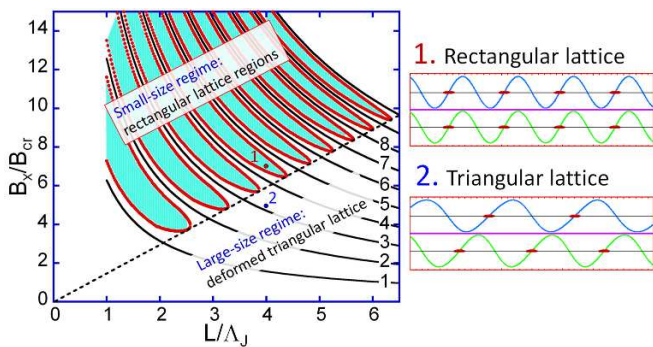 14
12
10
8
6
4
2
0
Bx/Bcr
Small-size regime:
rectangular lattice regions
1
2
Large-size regime:
deformed triangular lattice
8
7
6
5
4
3
2
1
0 1 2 3 4 5 6
L/ΛJ
1. Rectangular lattice
2. Triangular lattice